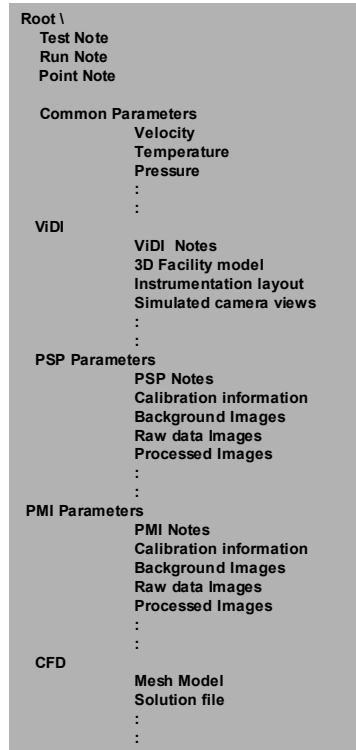 Root \
Test Note
Run Note
Point Note
Common Parameters
Velocity
Temperature
Pressure
:
:
ViDI
ViDI Notes
3D Facility model
Instrumentation layout
Simulated camera views
:
:
PSP Parameters
PSP Notes
Calibration information
Background Images
Raw data Images
Processed Images
:
:
PMI Parameters
PMI Notes
Calibration information
Background Images
Raw data Images
Processed Images
:
:
CFD
Mesh Model
Solution file
:
: